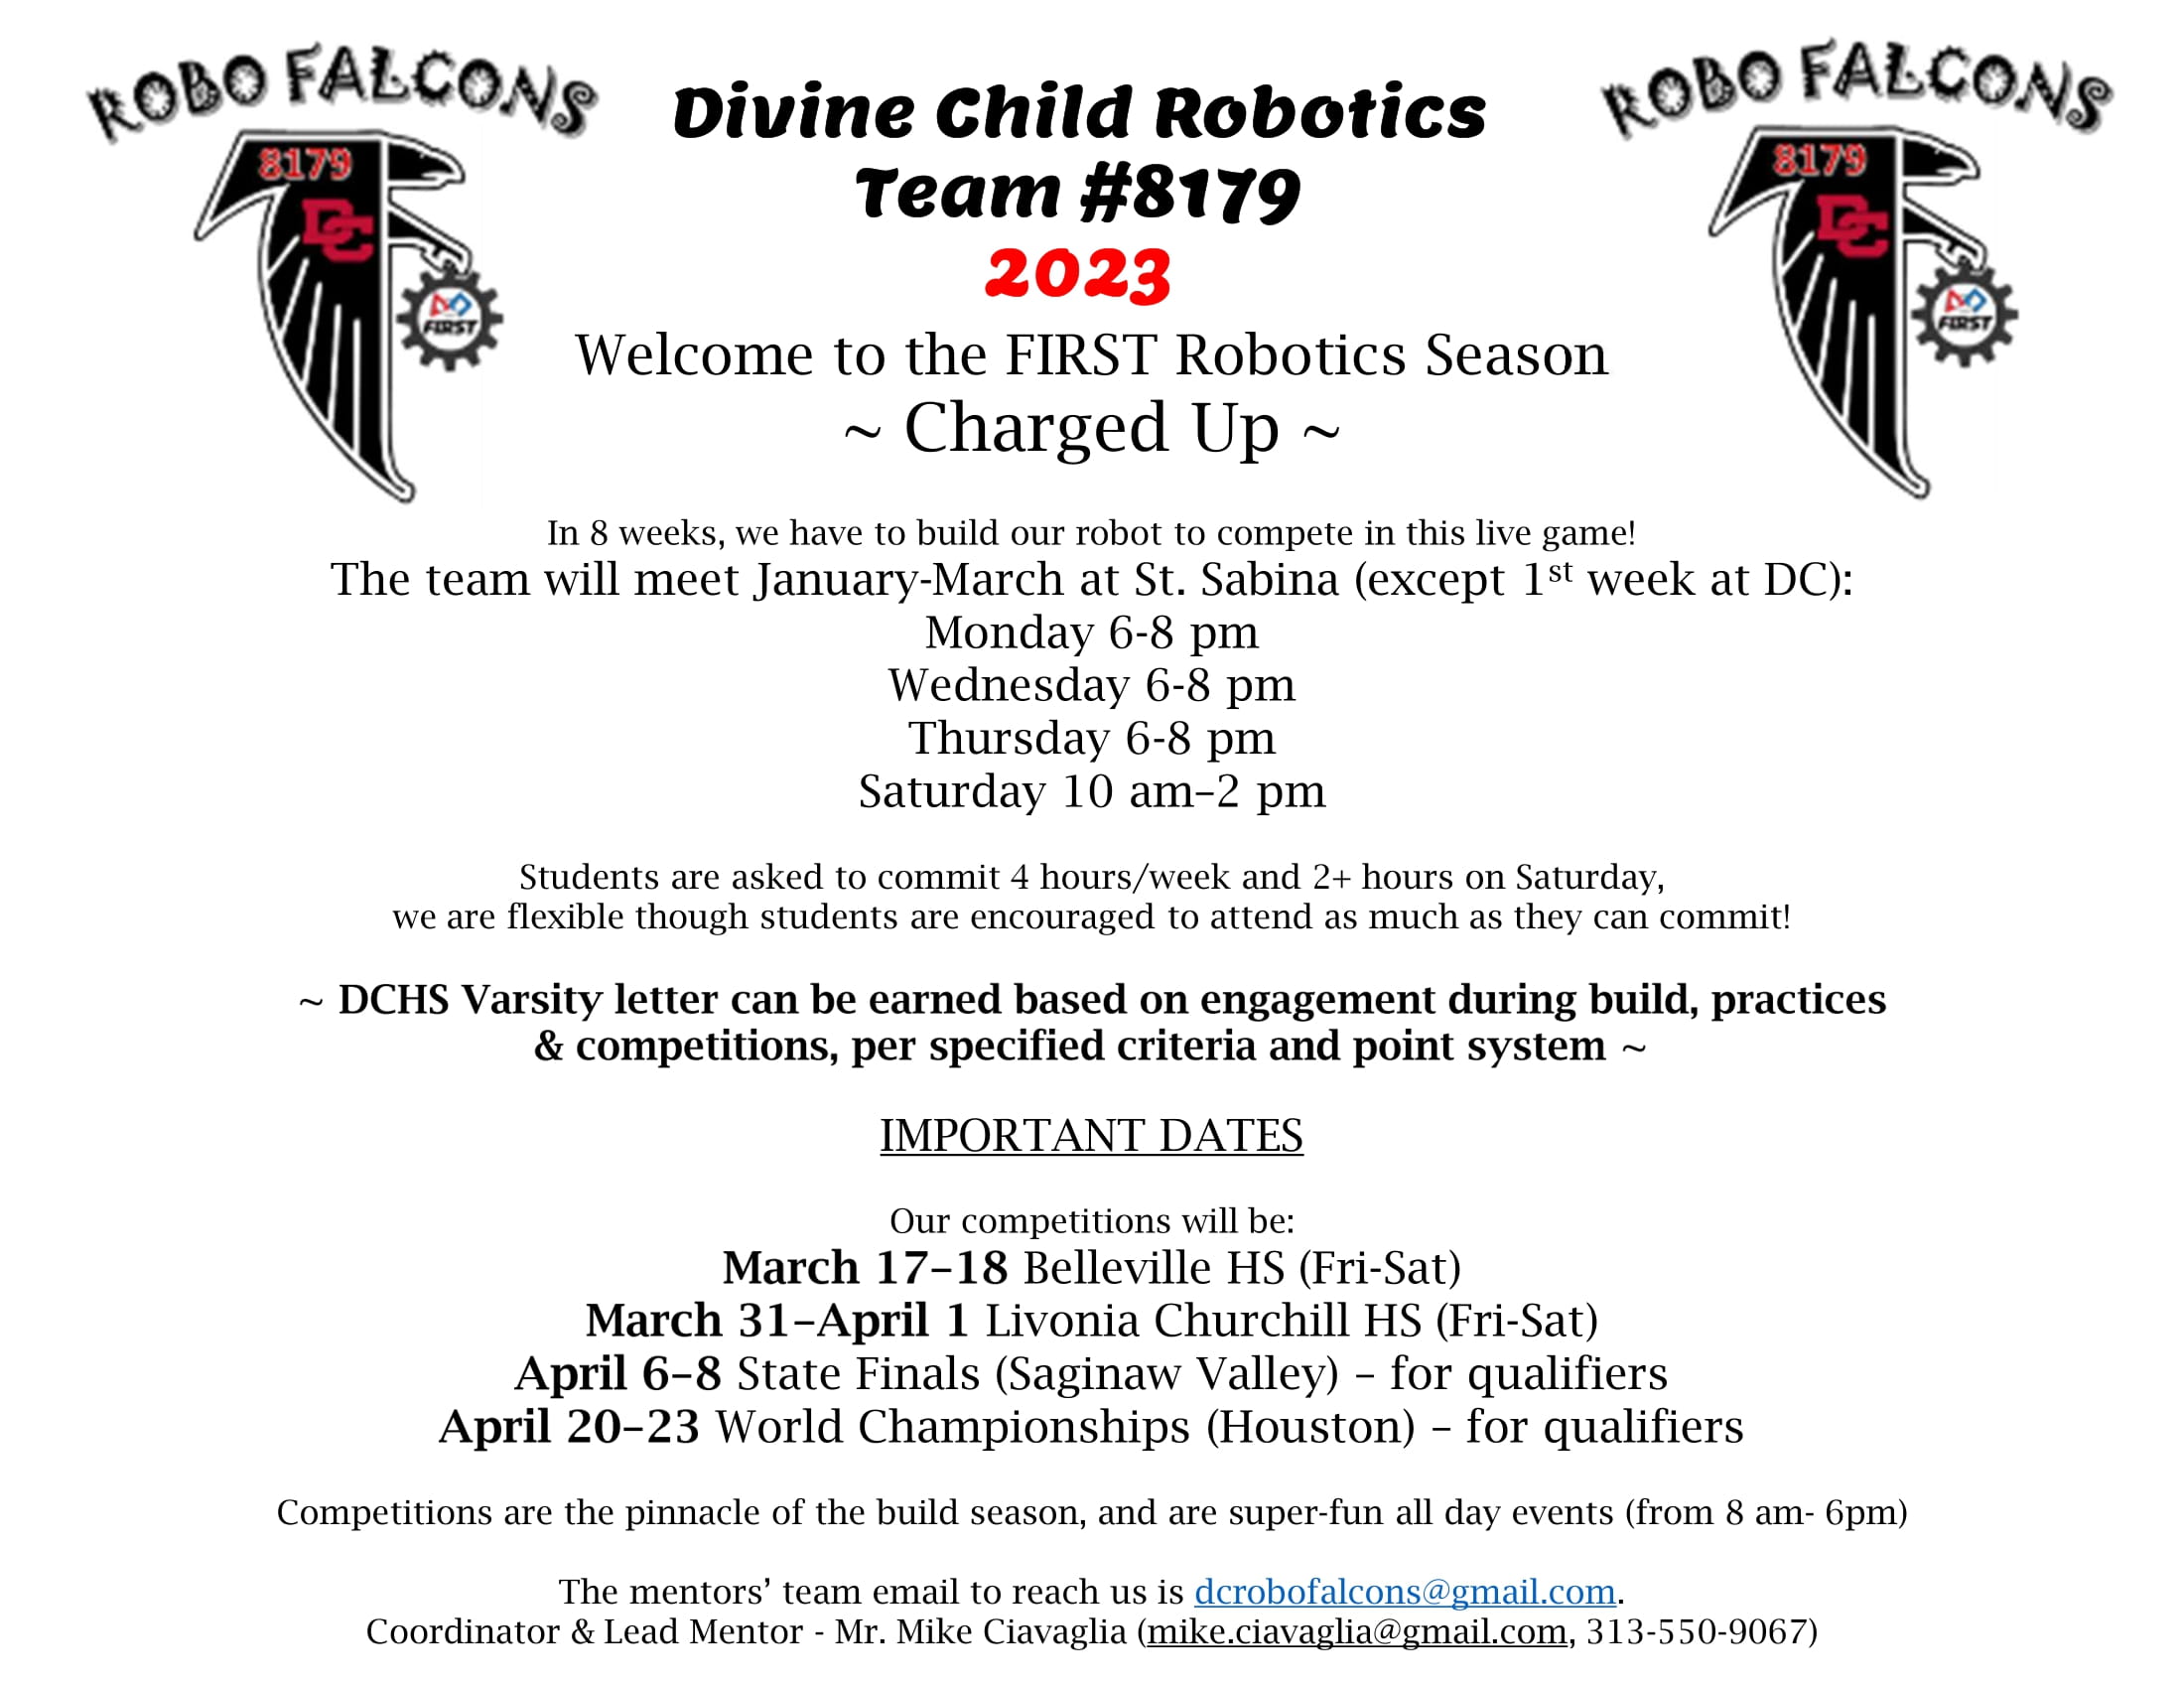 ROBO FALCONS
8179
DC
FIRST
Divine Child Robotics
Team #8179
2023
ROBO FALCONS
8179
DC
FIRST
Welcome to the FIRST Robotics Season
~ Charged Up ~
In 8 weeks, we have to build our robot to compete in this live game!
The team will meet January-March at St. Sabina (except 1st week at DC):
Monday 6-8 pm
Wednesday 6-8 pm
Thursday 6-8 pm
Saturday 10 am–2 pm
Students are asked to commit 4 hours/week and 2+ hours on Saturday,
we are flexible though students are encouraged to attend as much as they can commit!
~ DCHS Varsity letter can be earned based on engagement during build, practices
& competitions, per specified criteria and point system ~
IMPORTANT DATES
Our competitions will be:
March 17–18 Belleville HS (Fri-Sat)
March 31–April 1 Livonia Churchill HS (Fri-Sat)
April 6–8 State Finals (Saginaw Valley) – for qualifiers
April 20–23 World Championships (Houston) – for qualifiers
Competitions are the pinnacle of the build season, and are super-fun all day events (from 8 am- 6pm)
The mentors’ team email to reach us is dcrobofalcons@gmail.com.
Coordinator & Lead Mentor - Mr. Mike Ciavaglia (mike.ciavaglia@gmail.com, 313-550-9067)